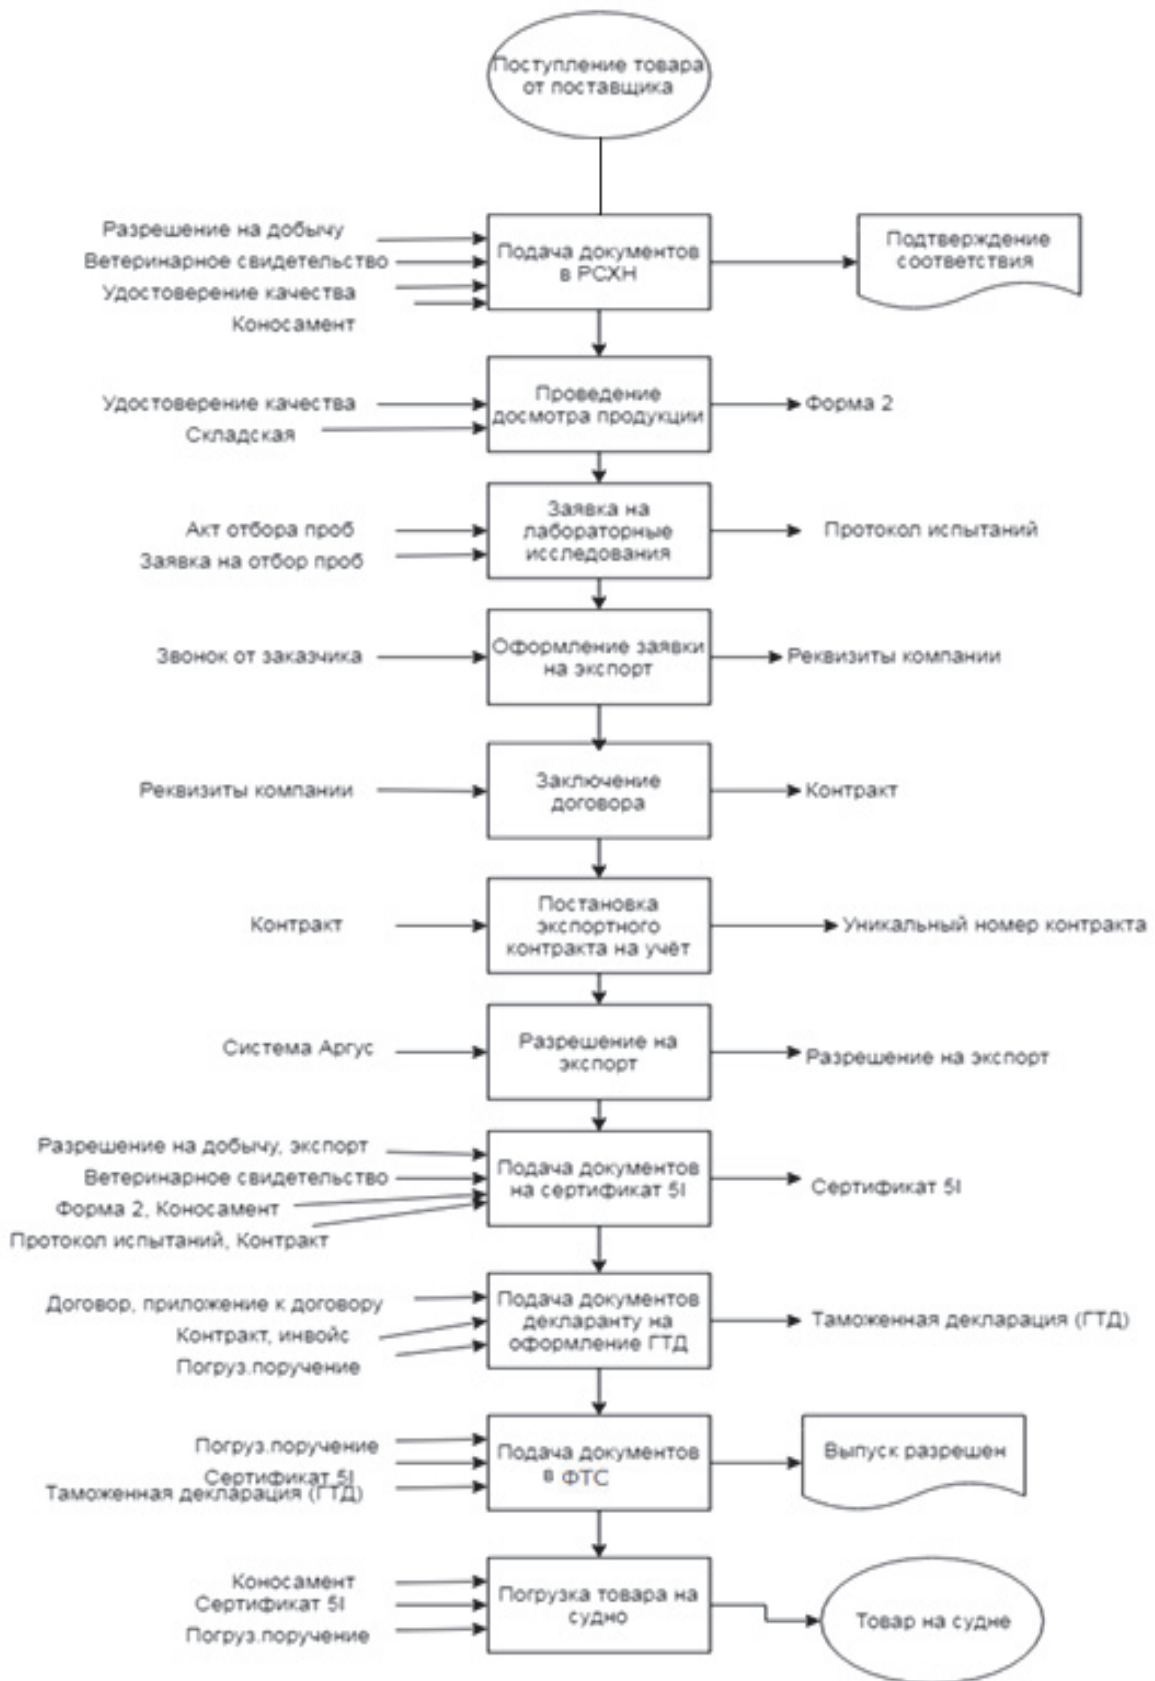 Поступление товара
от поставщика
Разрешение на добычу
Ветеринарное свидетельство
Удостоверение качества
Коносамент
Подача документов
в РСХН
Подтверждение
соответствия
Удостоверение качества
Складская
Проведение
досмотра продукции
Форма 2
Акт отбора проб
Заявка на отбор проб
Заявка на
лабораторные
исследования
Протокол испытаний
Звонок от заказчика
Оформление заявки
на экспорт
Реквизиты компании
Реквизиты компании
Заключение
договора
Контракт
Контракт
Постановка
экспортного
контракта на учёт
Уникальный номер контракта
Система Аргус
Разрешение на
экспорт
Разрешение на экспорт
Разрешение на добычу, экспорт
Ветеринарное свидетельство
Форма 2, Коносамент
Протокол испытаний, Контракт
Подача документов
на сертификат 5I
Сертификат 5I
Договор, приложение к договору
Контракт, инвойс
Погруз.поручение
Подача документов
декларанту на
оформление ГТД
Таможенная декларация (ГТД)
Погруз.поручение
Сертификат 5I
Таможенная декларация (ГТД)
Подача документов
в ФТС
Выпуск разрешен
Коносамент
Сертификат 5I
Погруз.поручение
Погрузка товара на
судно
Товар на судне